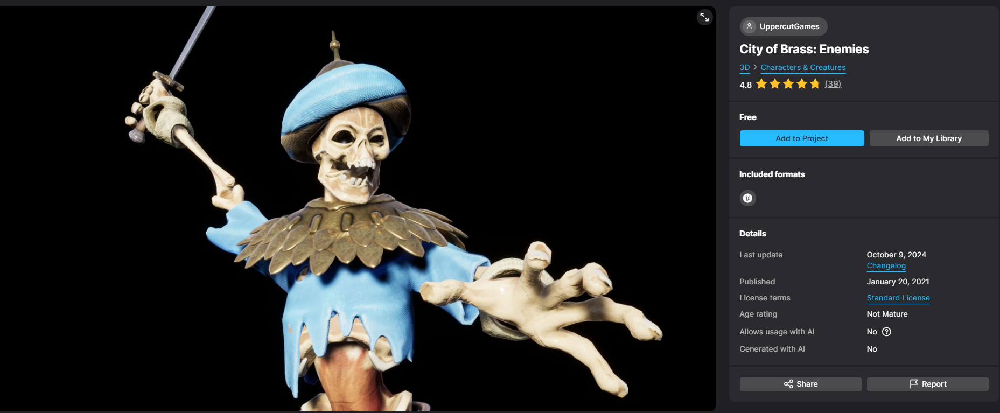 UppercutGames
City of Brass: Enemies
3D > Characters & Creatures
4.8 (39)
Free
Add to Project Add to My Library
Included formats
Details
Last update October 9, 2024
Changelog
Published January 20, 2021
License terms Standard License
Age rating Not Mature
Allows usage with AI No ?
Generated with AI No
Share Report